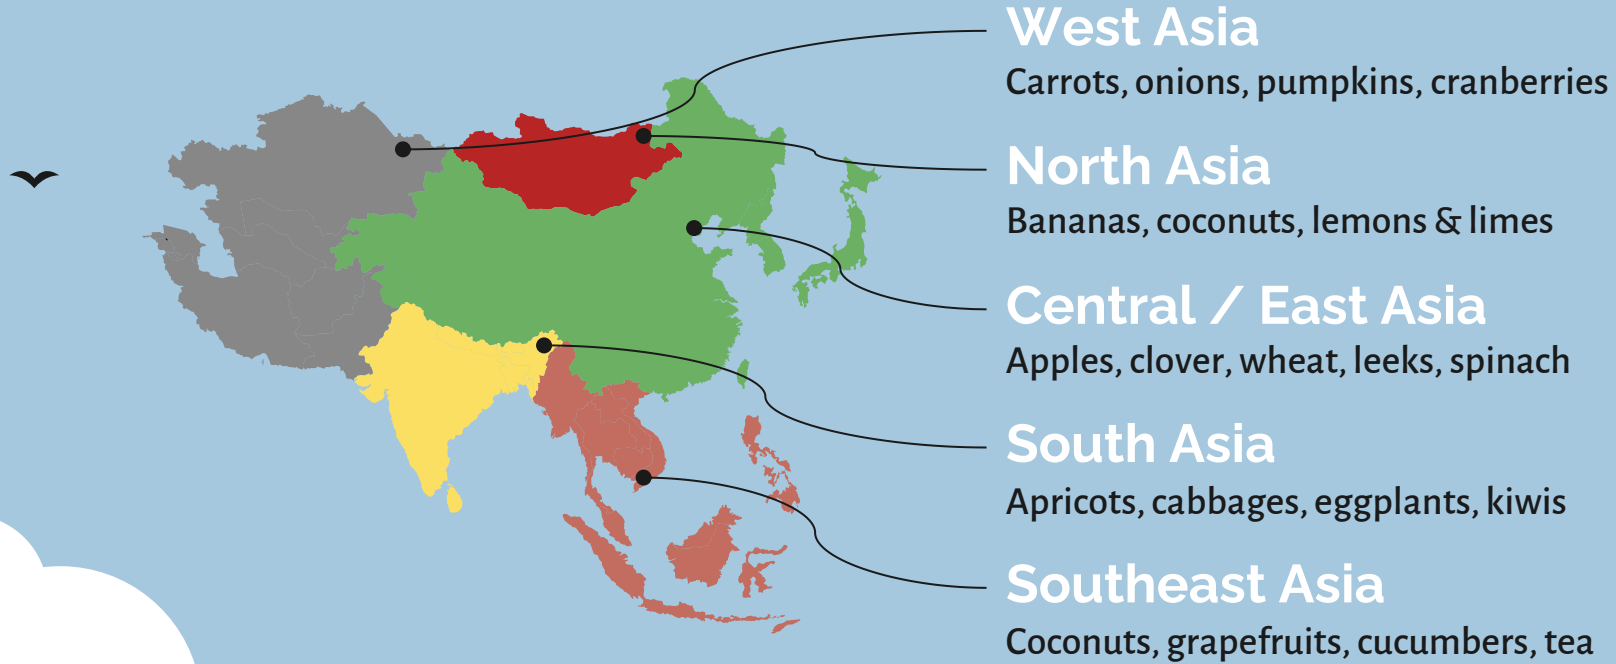 West Asia
Carrots, onions, pumpkins, cranberries
North Asia
Bananas, coconuts, lemons & limes
Central / East Asia
Apples, clover, wheat, leeks, spinach
South Asia
Apricots, cabbages, eggplants, kiwis
Southeast Asia
Coconuts, grapefruits, cucumbers, tea